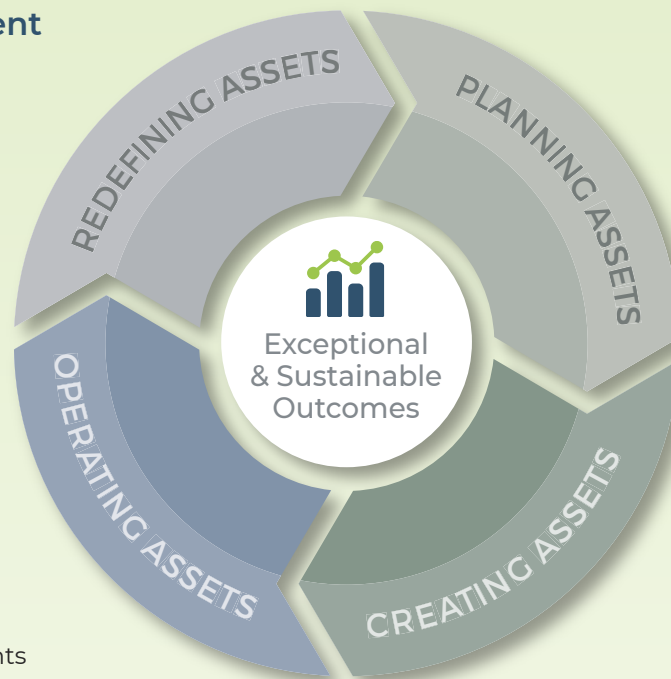 ent
REDEFINING ASSETS
PLANNING ASSETS
Exceptional
& Sustainable
Outcomes
OPERATING ASSETS
CREATING ASSETS
nts